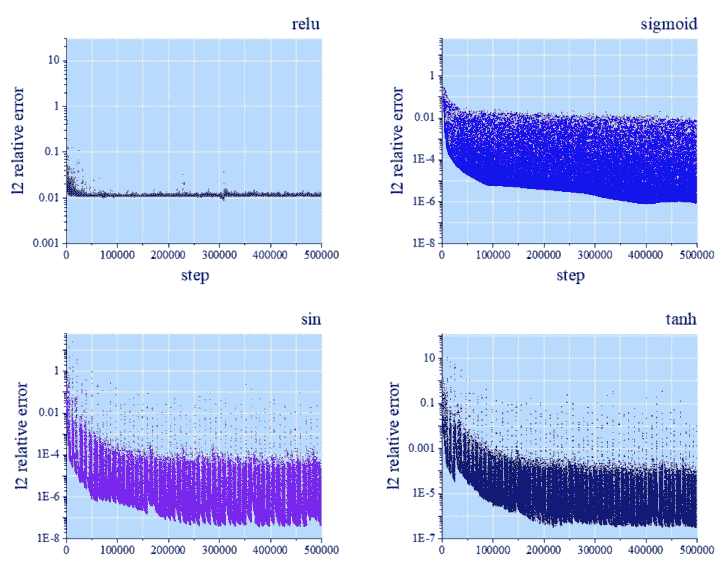 relu
l2 relative error
30
1
0.1
0.01
0.001
0 100000 200000 300000 400000 500000
step
sigmoid
l2 relative error
1
0.01
1E-4
1E-6
1E-8
0 100000 200000 300000 400000 500000
step
sin
l2 relative error
0.01
1E-4
1E-6
1E-8
0 100000 200000 300000 400000 500000
tanh
l2 relative error
10
0.1
0.001
1E-5
1E-7
0 100000 200000 300000 400000 500000